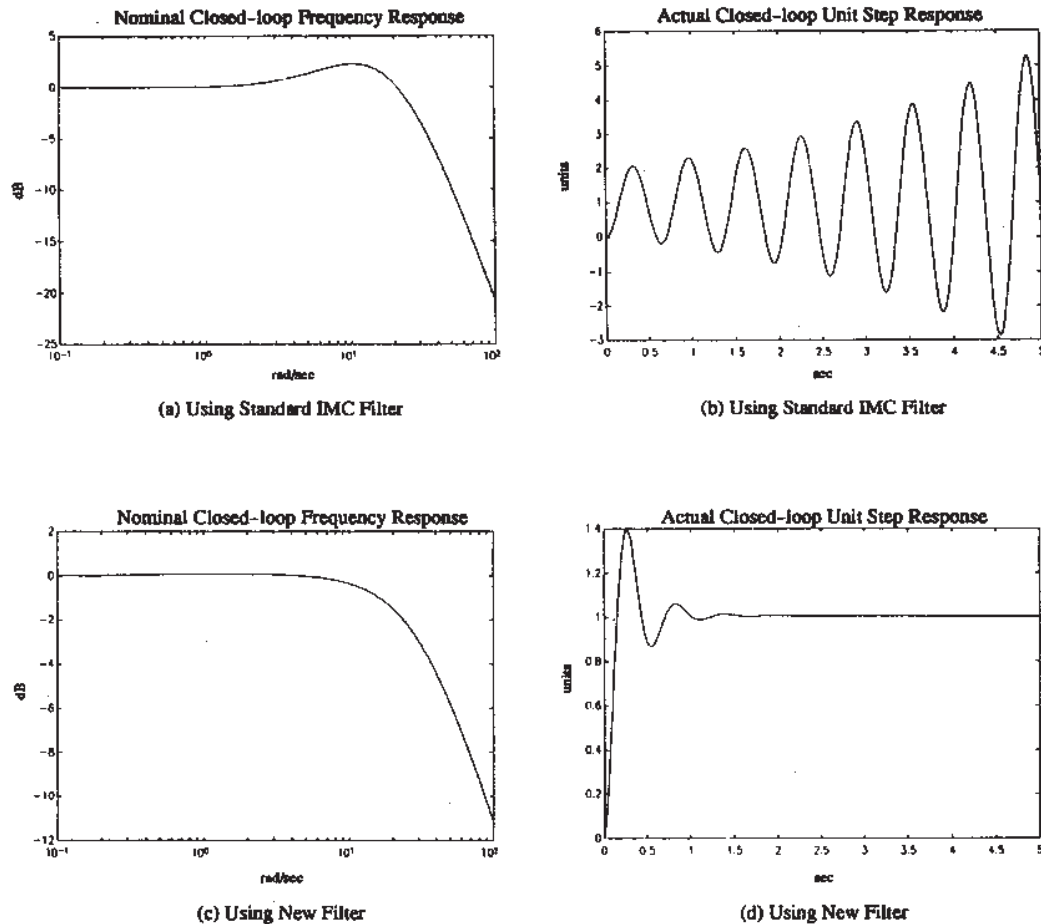 Nominal Closed-loop Frequency Response
5
0
-5
-10
-15
-20
-25
dB
10⁻¹ 10⁰ 10¹ 10²
rad/sec
(a) Using Standard IMC Filter
Actual Closed-loop Unit Step Response
6
5
4
3
2
1
0
-1
-2
-3
units
0 0.5 1 1.5 2 2.5 3 3.5 4 4.5 5
sec
(b) Using Standard IMC Filter
Nominal Closed-loop Frequency Response
2
0
-2
-4
-6
-8
-10
-12
dB
10⁻¹ 10⁰ 10¹ 10²
rad/sec
(c) Using New Filter
Actual Closed-loop Unit Step Response
1.4
1.2
1
0.8
0.6
0.4
0.2
0
units
0 0.5 1 1.5 2 2.5 3 3.5 4 4.5 5
sec
(d) Using New Filter